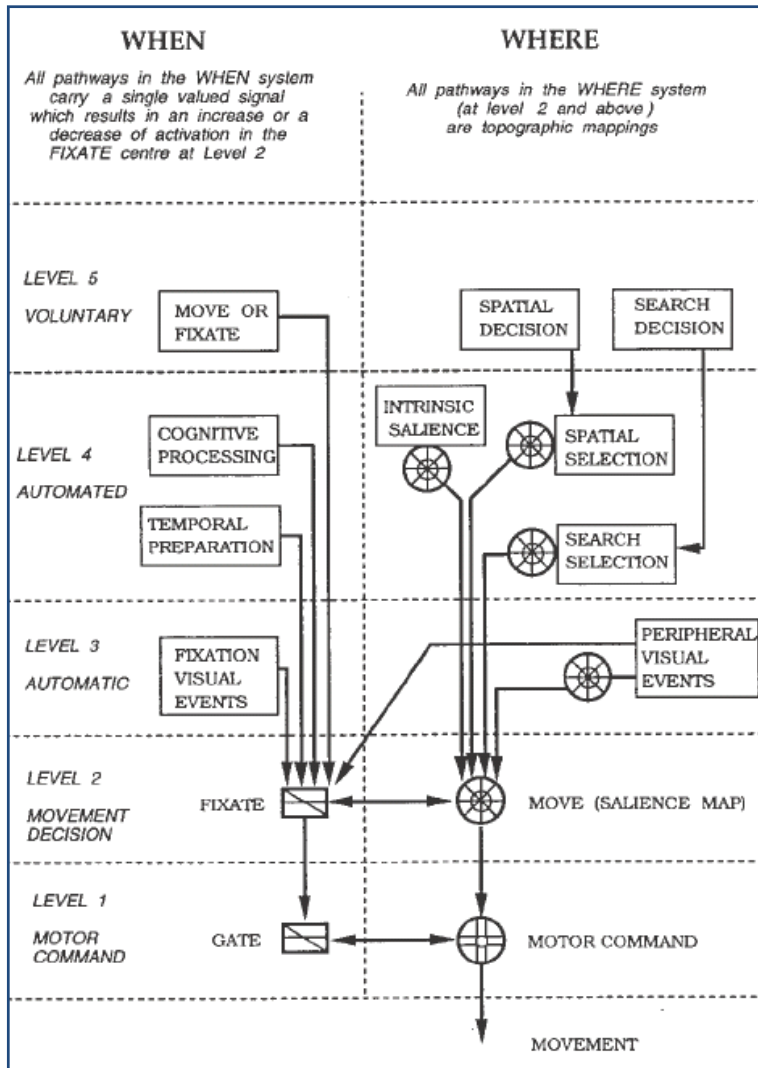 WHEN
All pathways in the WHEN system
carry a single valued signal
which results in an increase or a
decrease of activation in the
FIXATE centre at Level 2
WHERE
All pathways in the WHERE system
(at level 2 and above)
are topographic mappings
LEVEL 5
VOLUNTARY
MOVE OR
FIXATE
SPATIAL
DECISION
SEARCH
DECISION
LEVEL 4
AUTOMATED
COGNITIVE
PROCESSING
TEMPORAL
PREPARATION
INTRINSIC
SALIENCE
SPATIAL
SELECTION
SEARCH
SELECTION
LEVEL 3
AUTOMATIC
FIXATION
VISUAL
EVENTS
PERIPHERAL
VISUAL
EVENTS
LEVEL 2
MOVEMENT
DECISION
FIXATE
MOVE (SALIENCE MAP)
LEVEL 1
MOTOR
COMMAND
GATE
MOTOR COMMAND
MOVEMENT